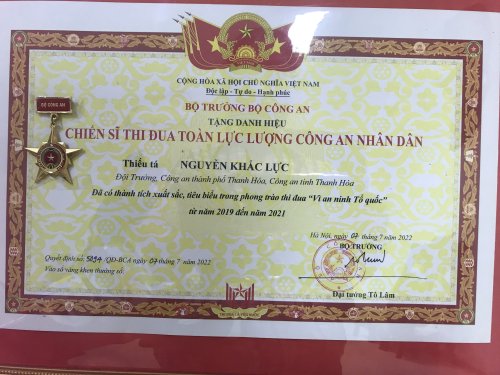 CỘNG HÒA XÃ HỘI CHỦ NGHĨA VIỆT NAM
Độc lập - Tự do - Hạnh phúc
BỘ TRƯỞNG BỘ CÔNG AN
TẶNG DANH HIỆU
CHIẾN SĨ THI ĐUA TOÀN LỰC LƯỢNG CÔNG AN NHÂN DÂN
BỘ CÔNG AN
Thiếu tá NGUYỄN KHẮC LỰC
Đội Trưởng, Công an thành phố Thanh Hóa, Công an tỉnh Thanh Hóa
Đã có thành tích xuất sắc, tiêu biểu trong phong trào thi đua "Vì an ninh Tổ quốc"
từ năm 2019 đến năm 2021
Hà Nội, ngày 07 tháng 7 năm 2022
BỘ TRƯỞNG
Quyết định số: 5294 /QĐ-BCA ngày 07 tháng 7 năm 2022
Vào sổ vàng khen thưởng số:
Đại tướng Tô Lâm